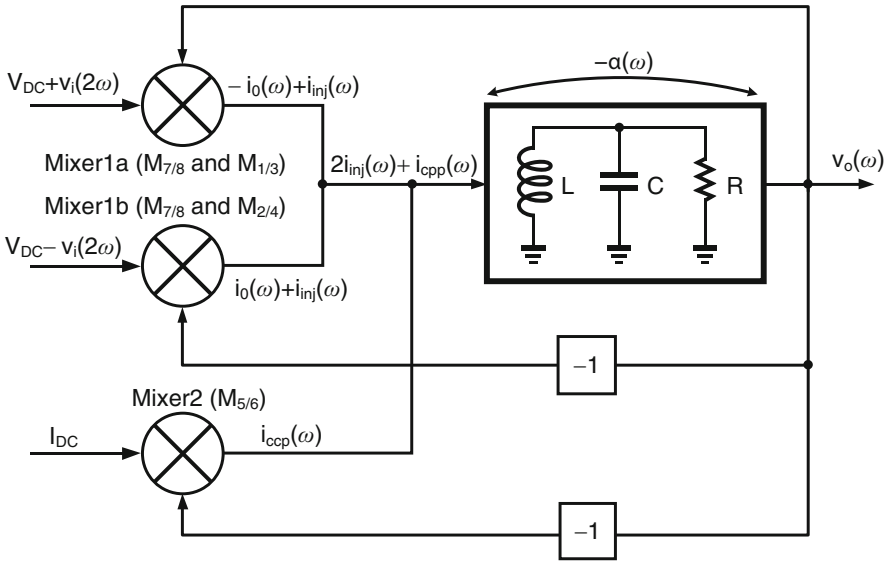 −α(ω)
V_DC+v_i(2ω)
− i_0(ω)+i_inj(ω)
Mixer1a (M_7/8 and M_1/3)
2i_inj(ω)+ i_cpp(ω)
L
C
R
v_o(ω)
Mixer1b (M_7/8 and M_2/4)
V_DC− v_i(2ω)
i_0(ω)+i_inj(ω)
−1
Mixer2 (M_5/6)
I_DC
i_ccp(ω)
−1